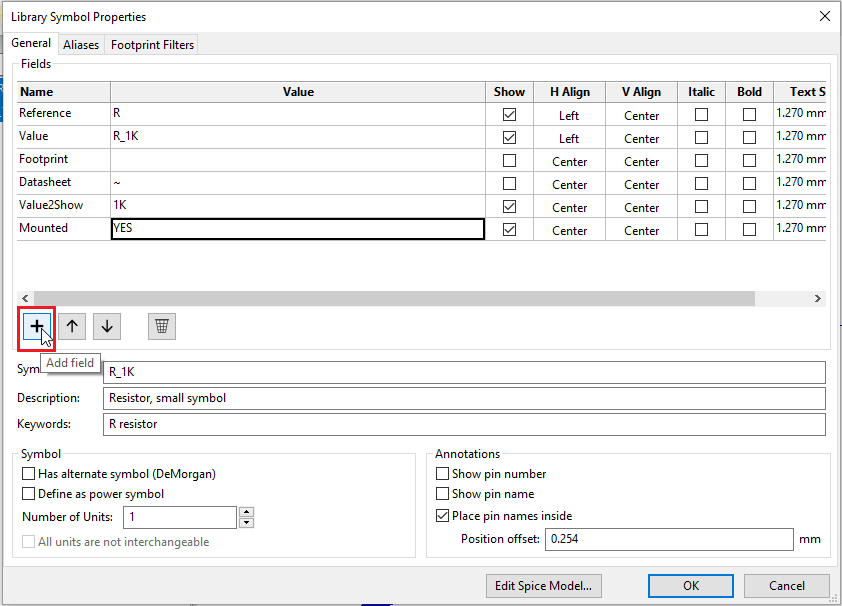 Library Symbol Properties
General Aliases Footprint Filters
Fields
Name Value Show H Align V Align Italic Bold Text S
Reference R Left Center 1.270 mm
Value R_1K Left Center 1.270 mm
Footprint Center Center 1.270 mm
Datasheet ~ Center Center 1.270 mm
Value2Show 1K Center Center 1.270 mm
Mounted YES Center Center 1.270 mm
Add field
Sym R_1K
Description: Resistor, small symbol
Keywords: R resistor
Symbol
Has alternate symbol (DeMorgan)
Define as power symbol
Number of Units: 1
All units are not interchangeable
Annotations
Show pin number
Show pin name
Place pin names inside
Position offset: 0.254 mm
Edit Spice Model... OK Cancel